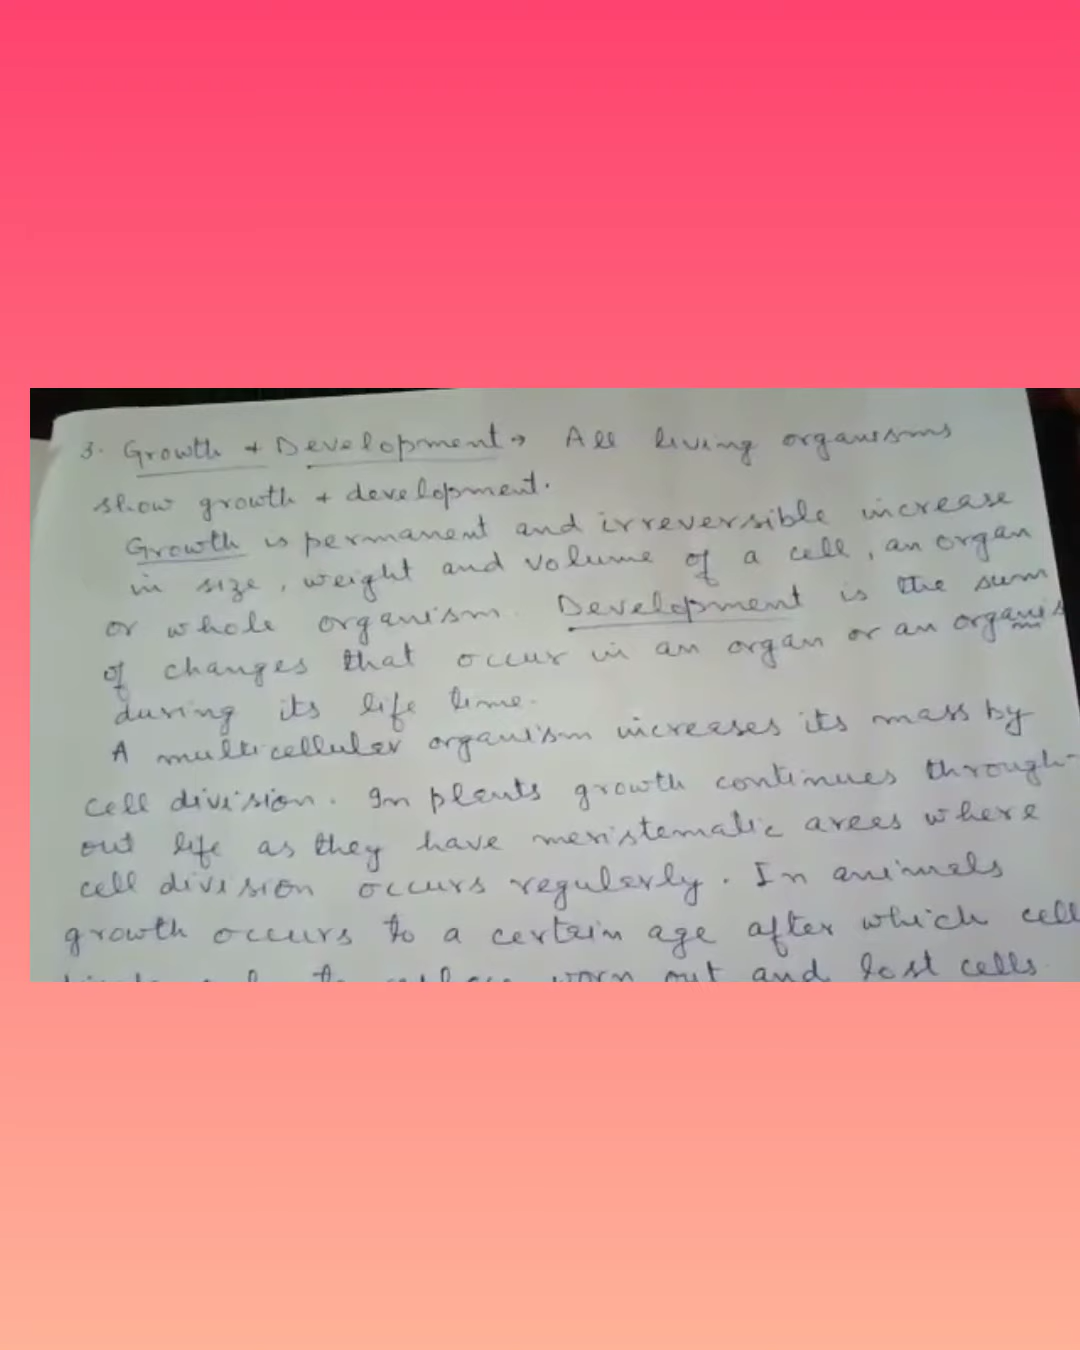 3. Growth + Development → All living organisms
show growth + development.
Growth is permanent and irreversible increase
in size, weight and volume of a cell, an organ
or whole organism. Development is the sum
of changes that occur in an organ or an organis
during its life time.
A multicellular organism increases its mass by
cell division. In plants growth continues through-
out life as they have meristematic areas where
cell division occurs regularly. In animals
growth occurs to a certain age after which cell
worn out and lost cells.